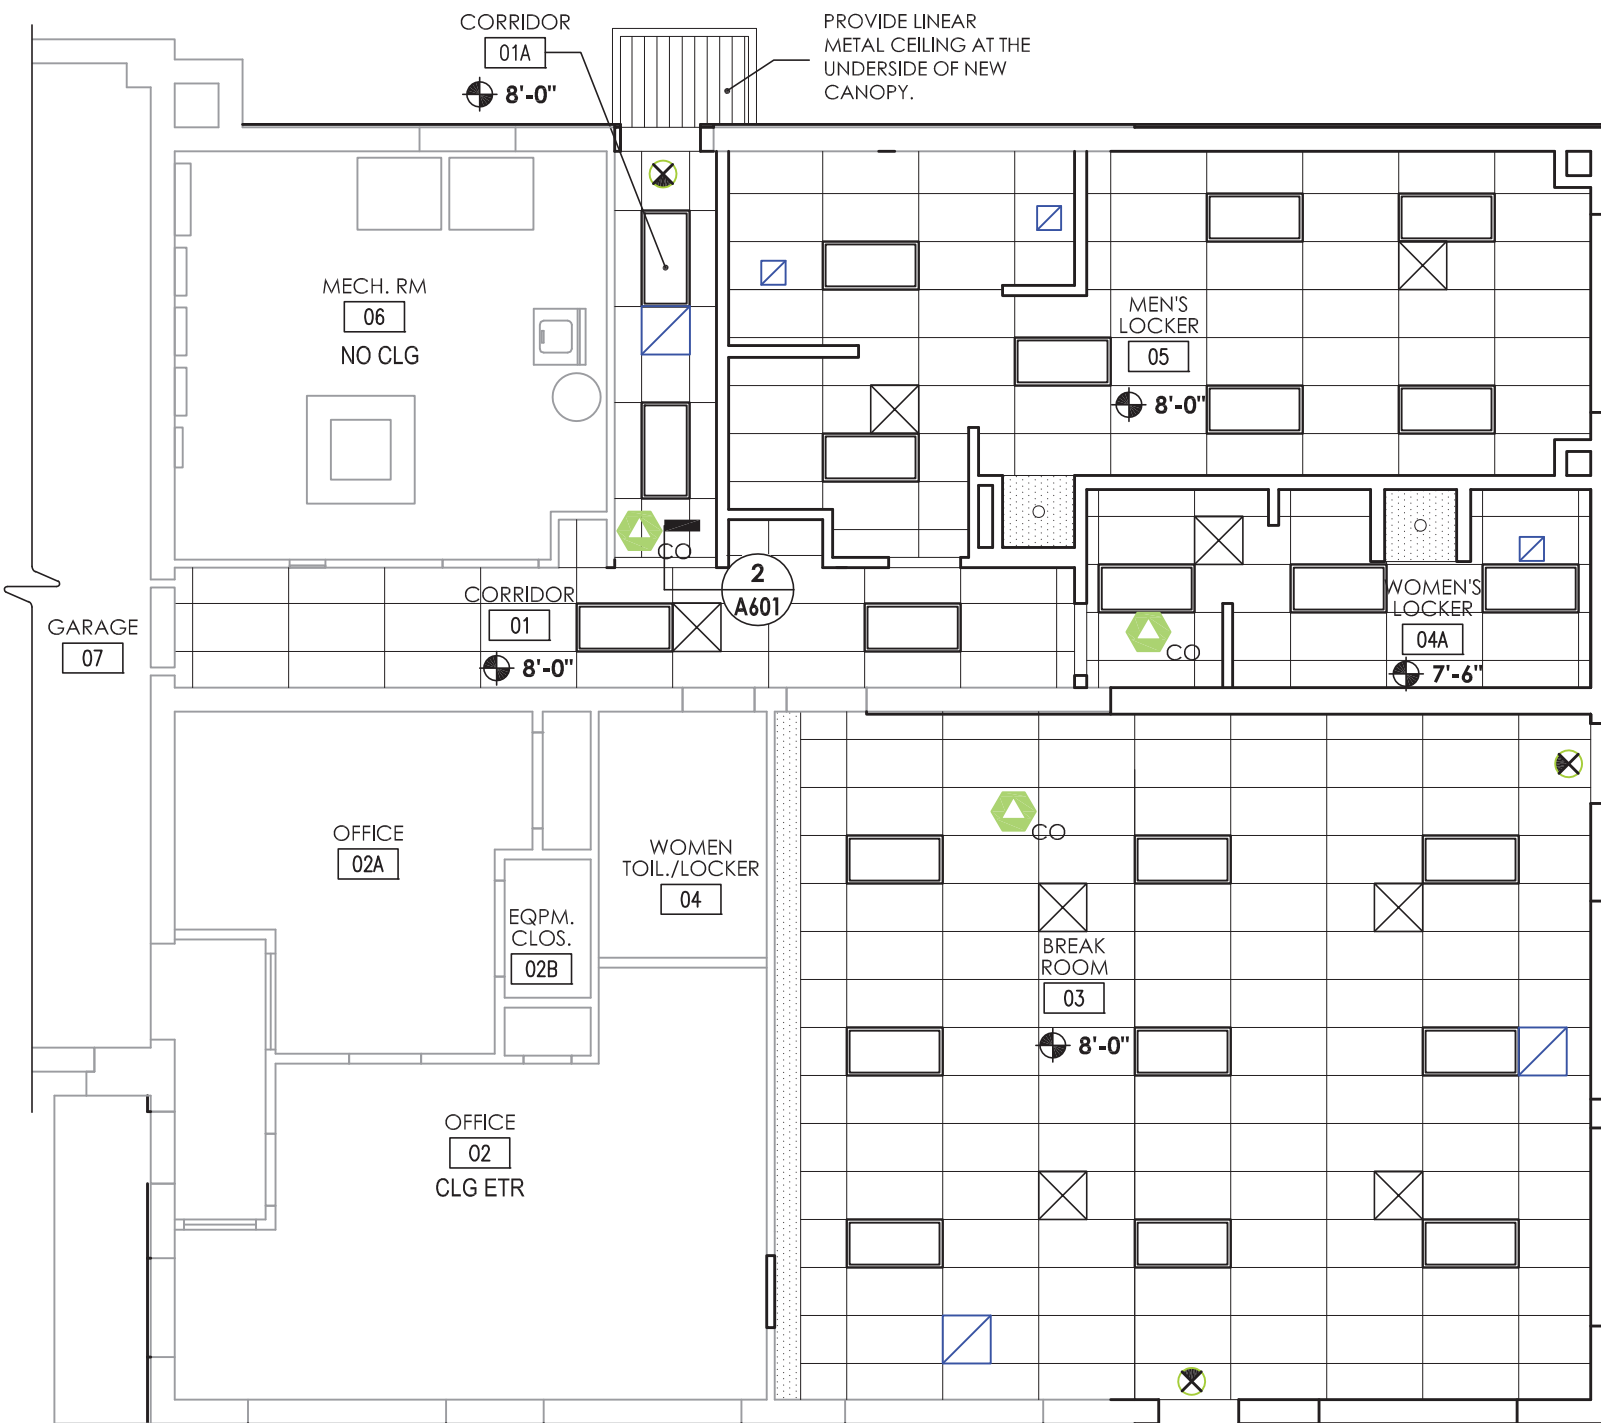 CORRIDOR
01A
8'-0"
PROVIDE LINEAR
METAL CEILING AT THE
UNDERSIDE OF NEW
CANOPY.
MECH. RM
06
NO CLG
MEN'S
LOCKER
05
8'-0"
CO
2
A601
CORRIDOR
01
8'-0"
GARAGE
07
WOMEN'S
LOCKER
04A
7'-6"
CO
OFFICE
02A
WOMEN
TOIL./LOCKER
04
EQPM.
CLOS.
02B
CO
BREAK
ROOM
03
8'-0"
OFFICE
02
CLG ETR